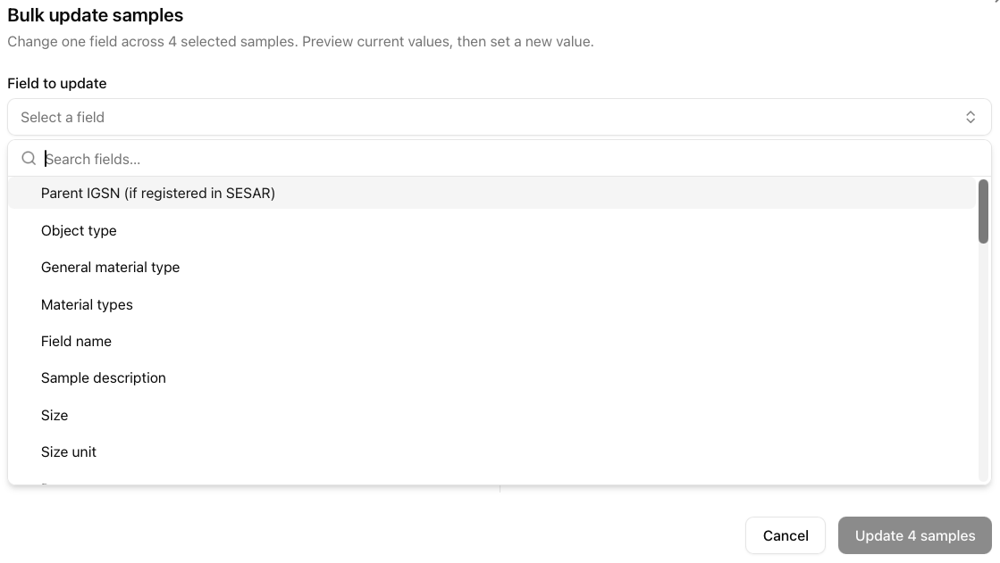 Bulk update samples
Change one field across 4 selected samples. Preview current values, then set a new value.
Field to update
Select a field
Search fields...
Parent IGSN (if registered in SESAR)
Object type
General material type
Material types
Field name
Sample description
Size
Size unit
Cancel
Update 4 samples